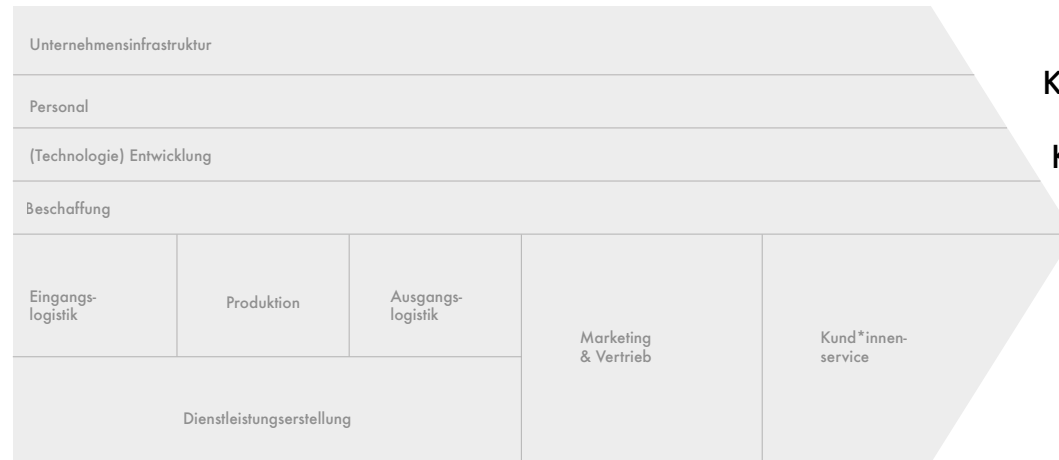 Unternehmensinfrastruktur
K
Personal
(Technologie) Entwicklung
Beschaffung
Eingangs-
logistik
Produktion
Ausgangs-
logistik
Marketing
& Vertrieb
Kund*innen-
service
Dienstleistungserstellung